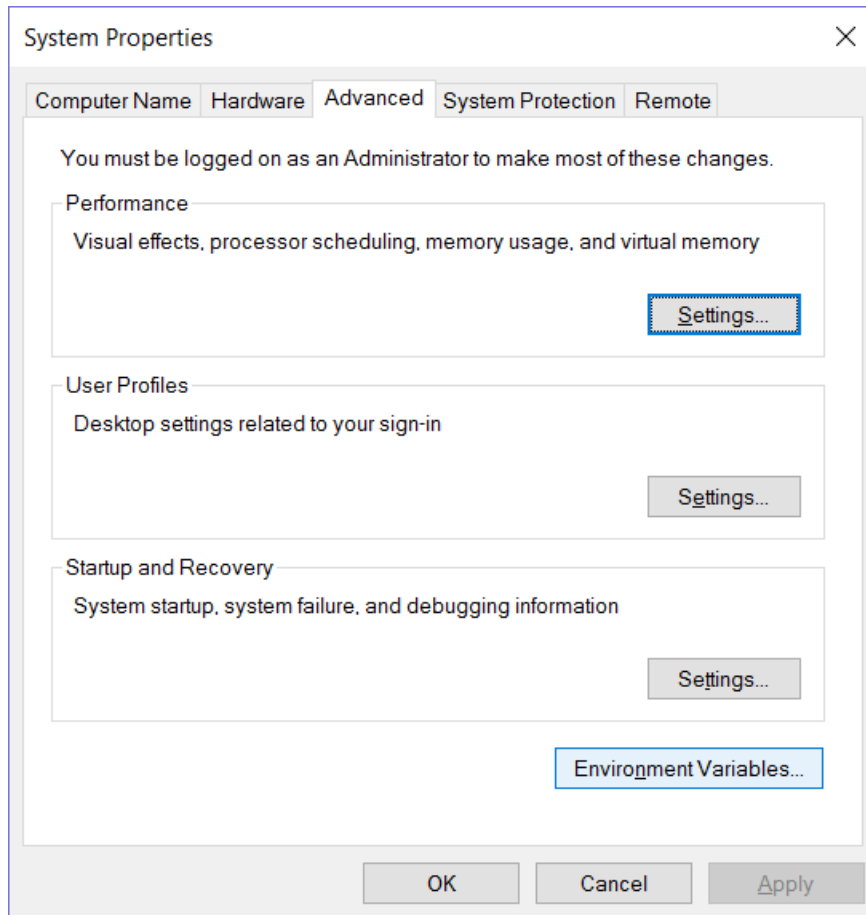 System Properties
Computer Name Hardware Advanced System Protection Remote
You must be logged on as an Administrator to make most of these changes.
Performance
Visual effects, processor scheduling, memory usage, and virtual memory
Settings...
User Profiles
Desktop settings related to your sign-in
Settings...
Startup and Recovery
System startup, system failure, and debugging information
Settings...
Environment Variables...
OK Cancel Apply